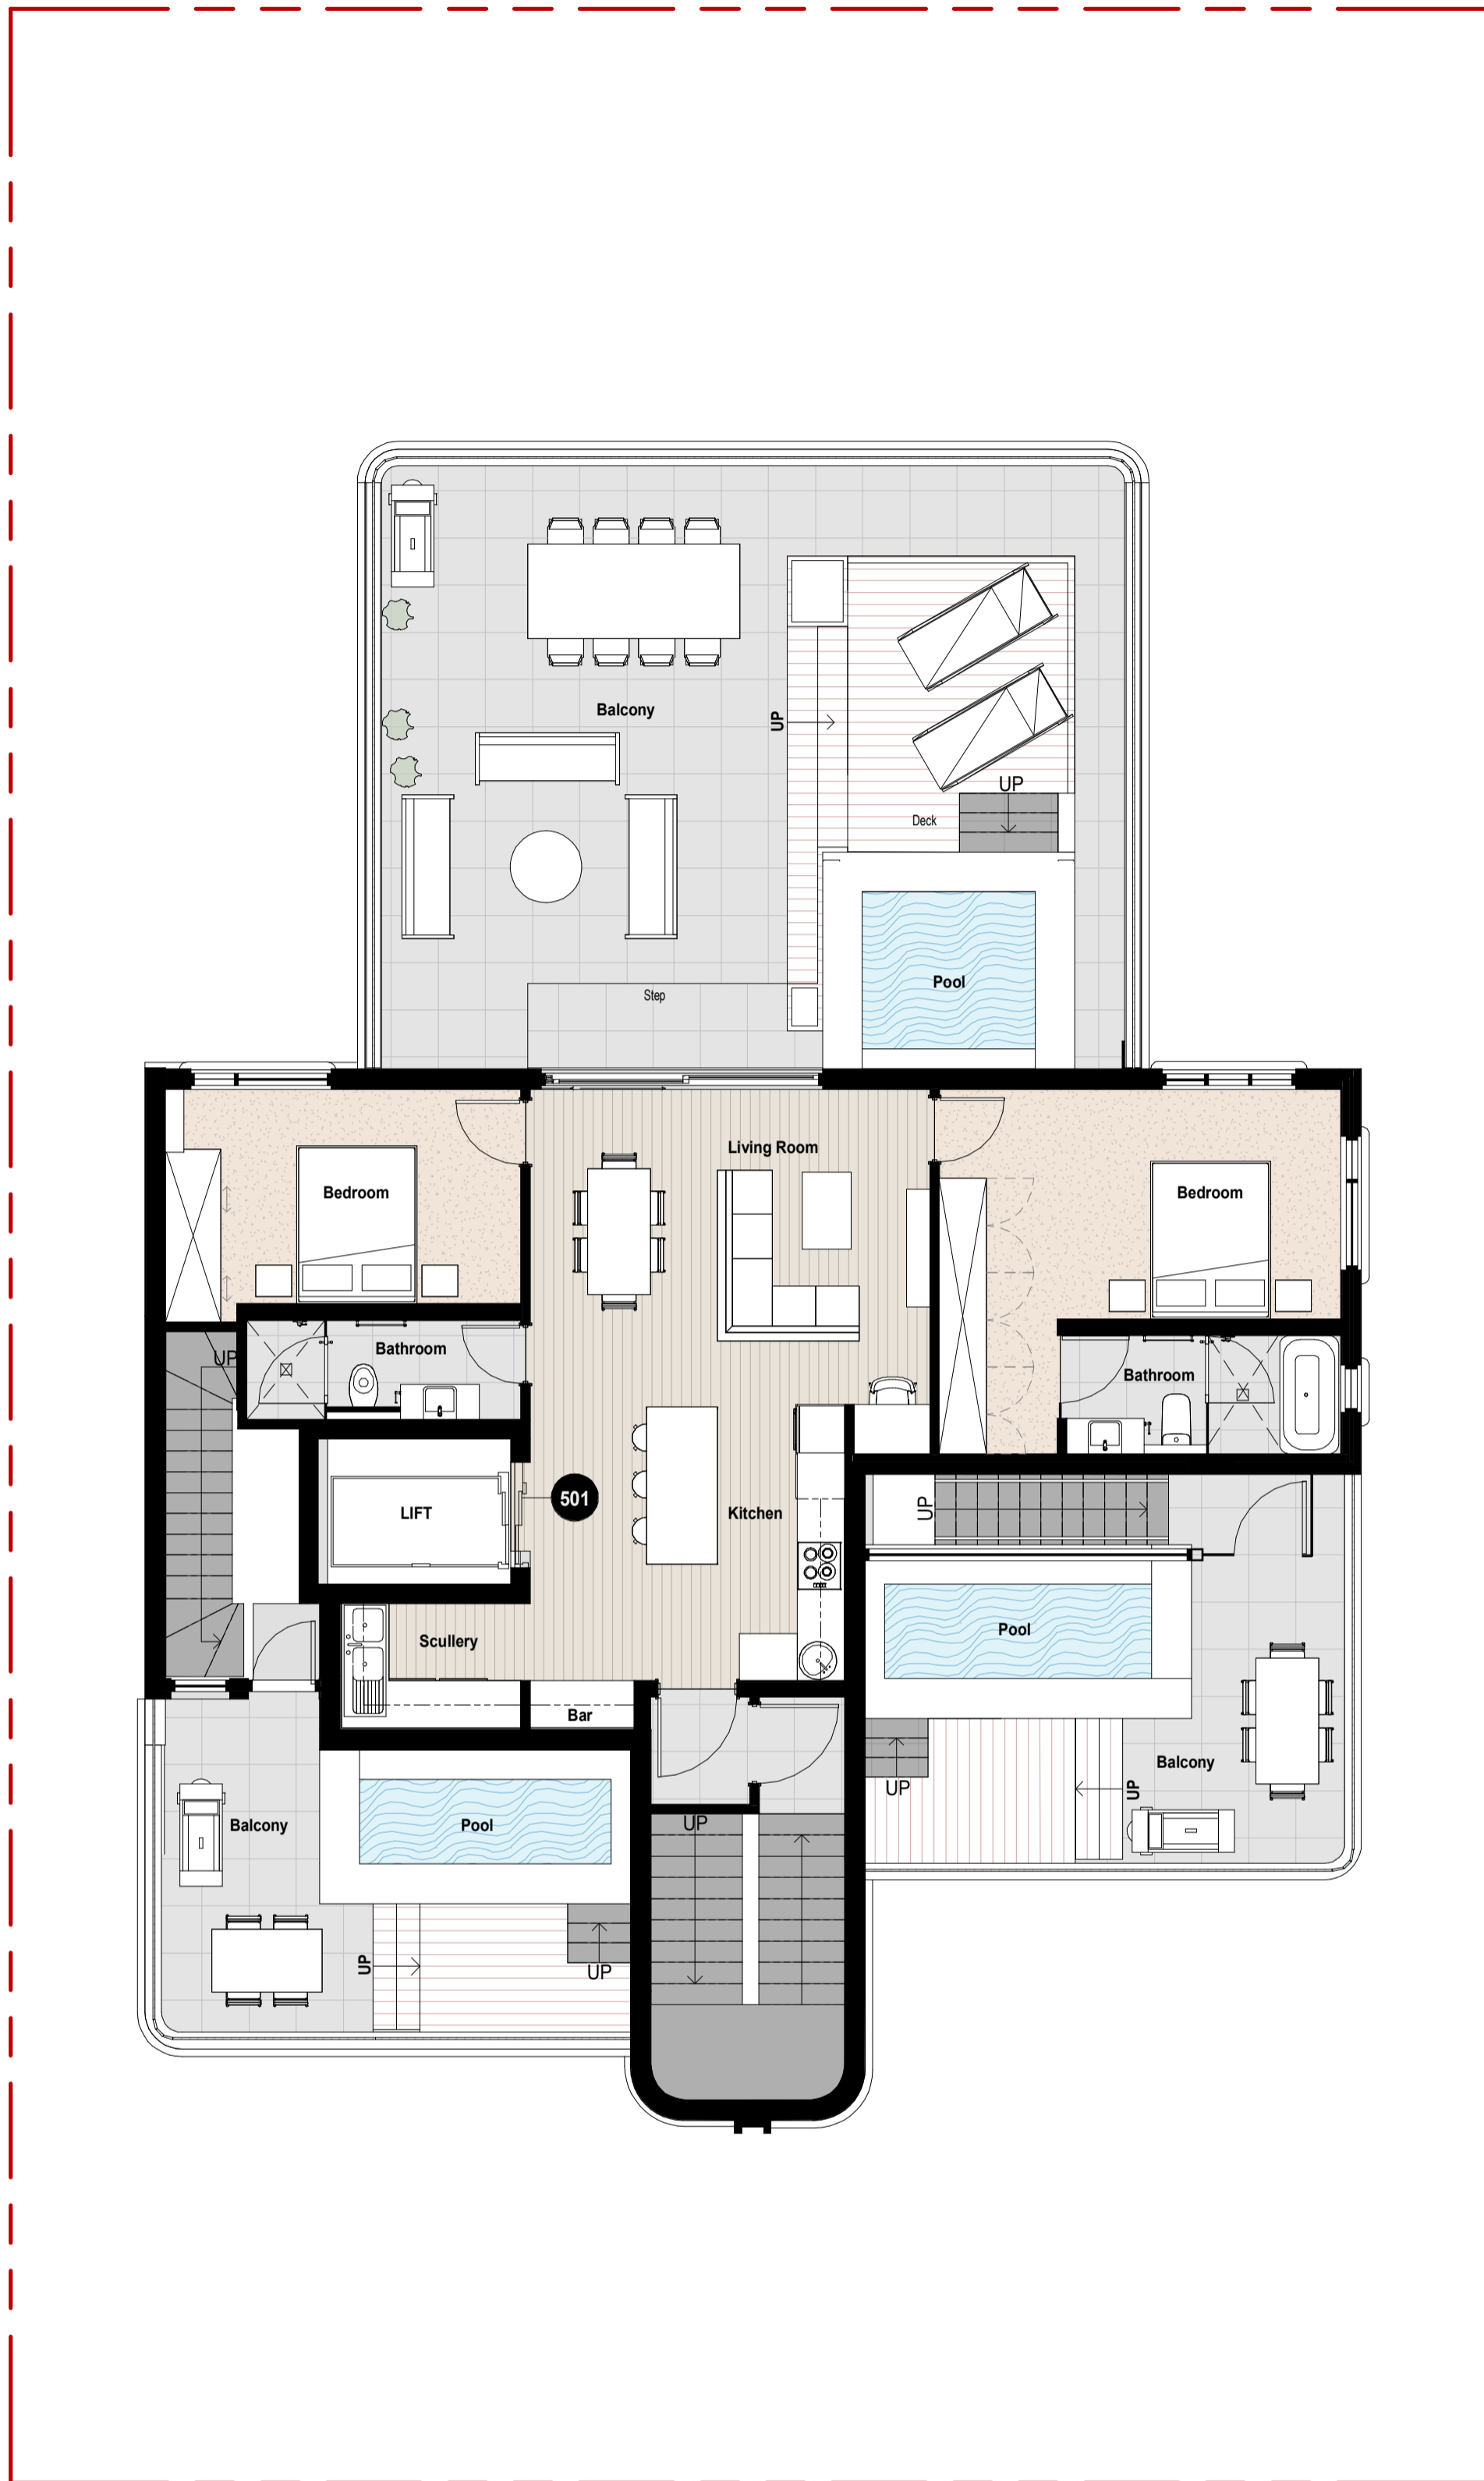 Balcony
UP
UP
Deck
Pool
Step
Living Room
Bedroom
Bedroom
Bathroom
UP
Bathroom
501
LIFT
Kitchen
UP
Pool
Scullery
Bar
Balcony
UP
UP
Balcony
Pool
UP
UP
UP